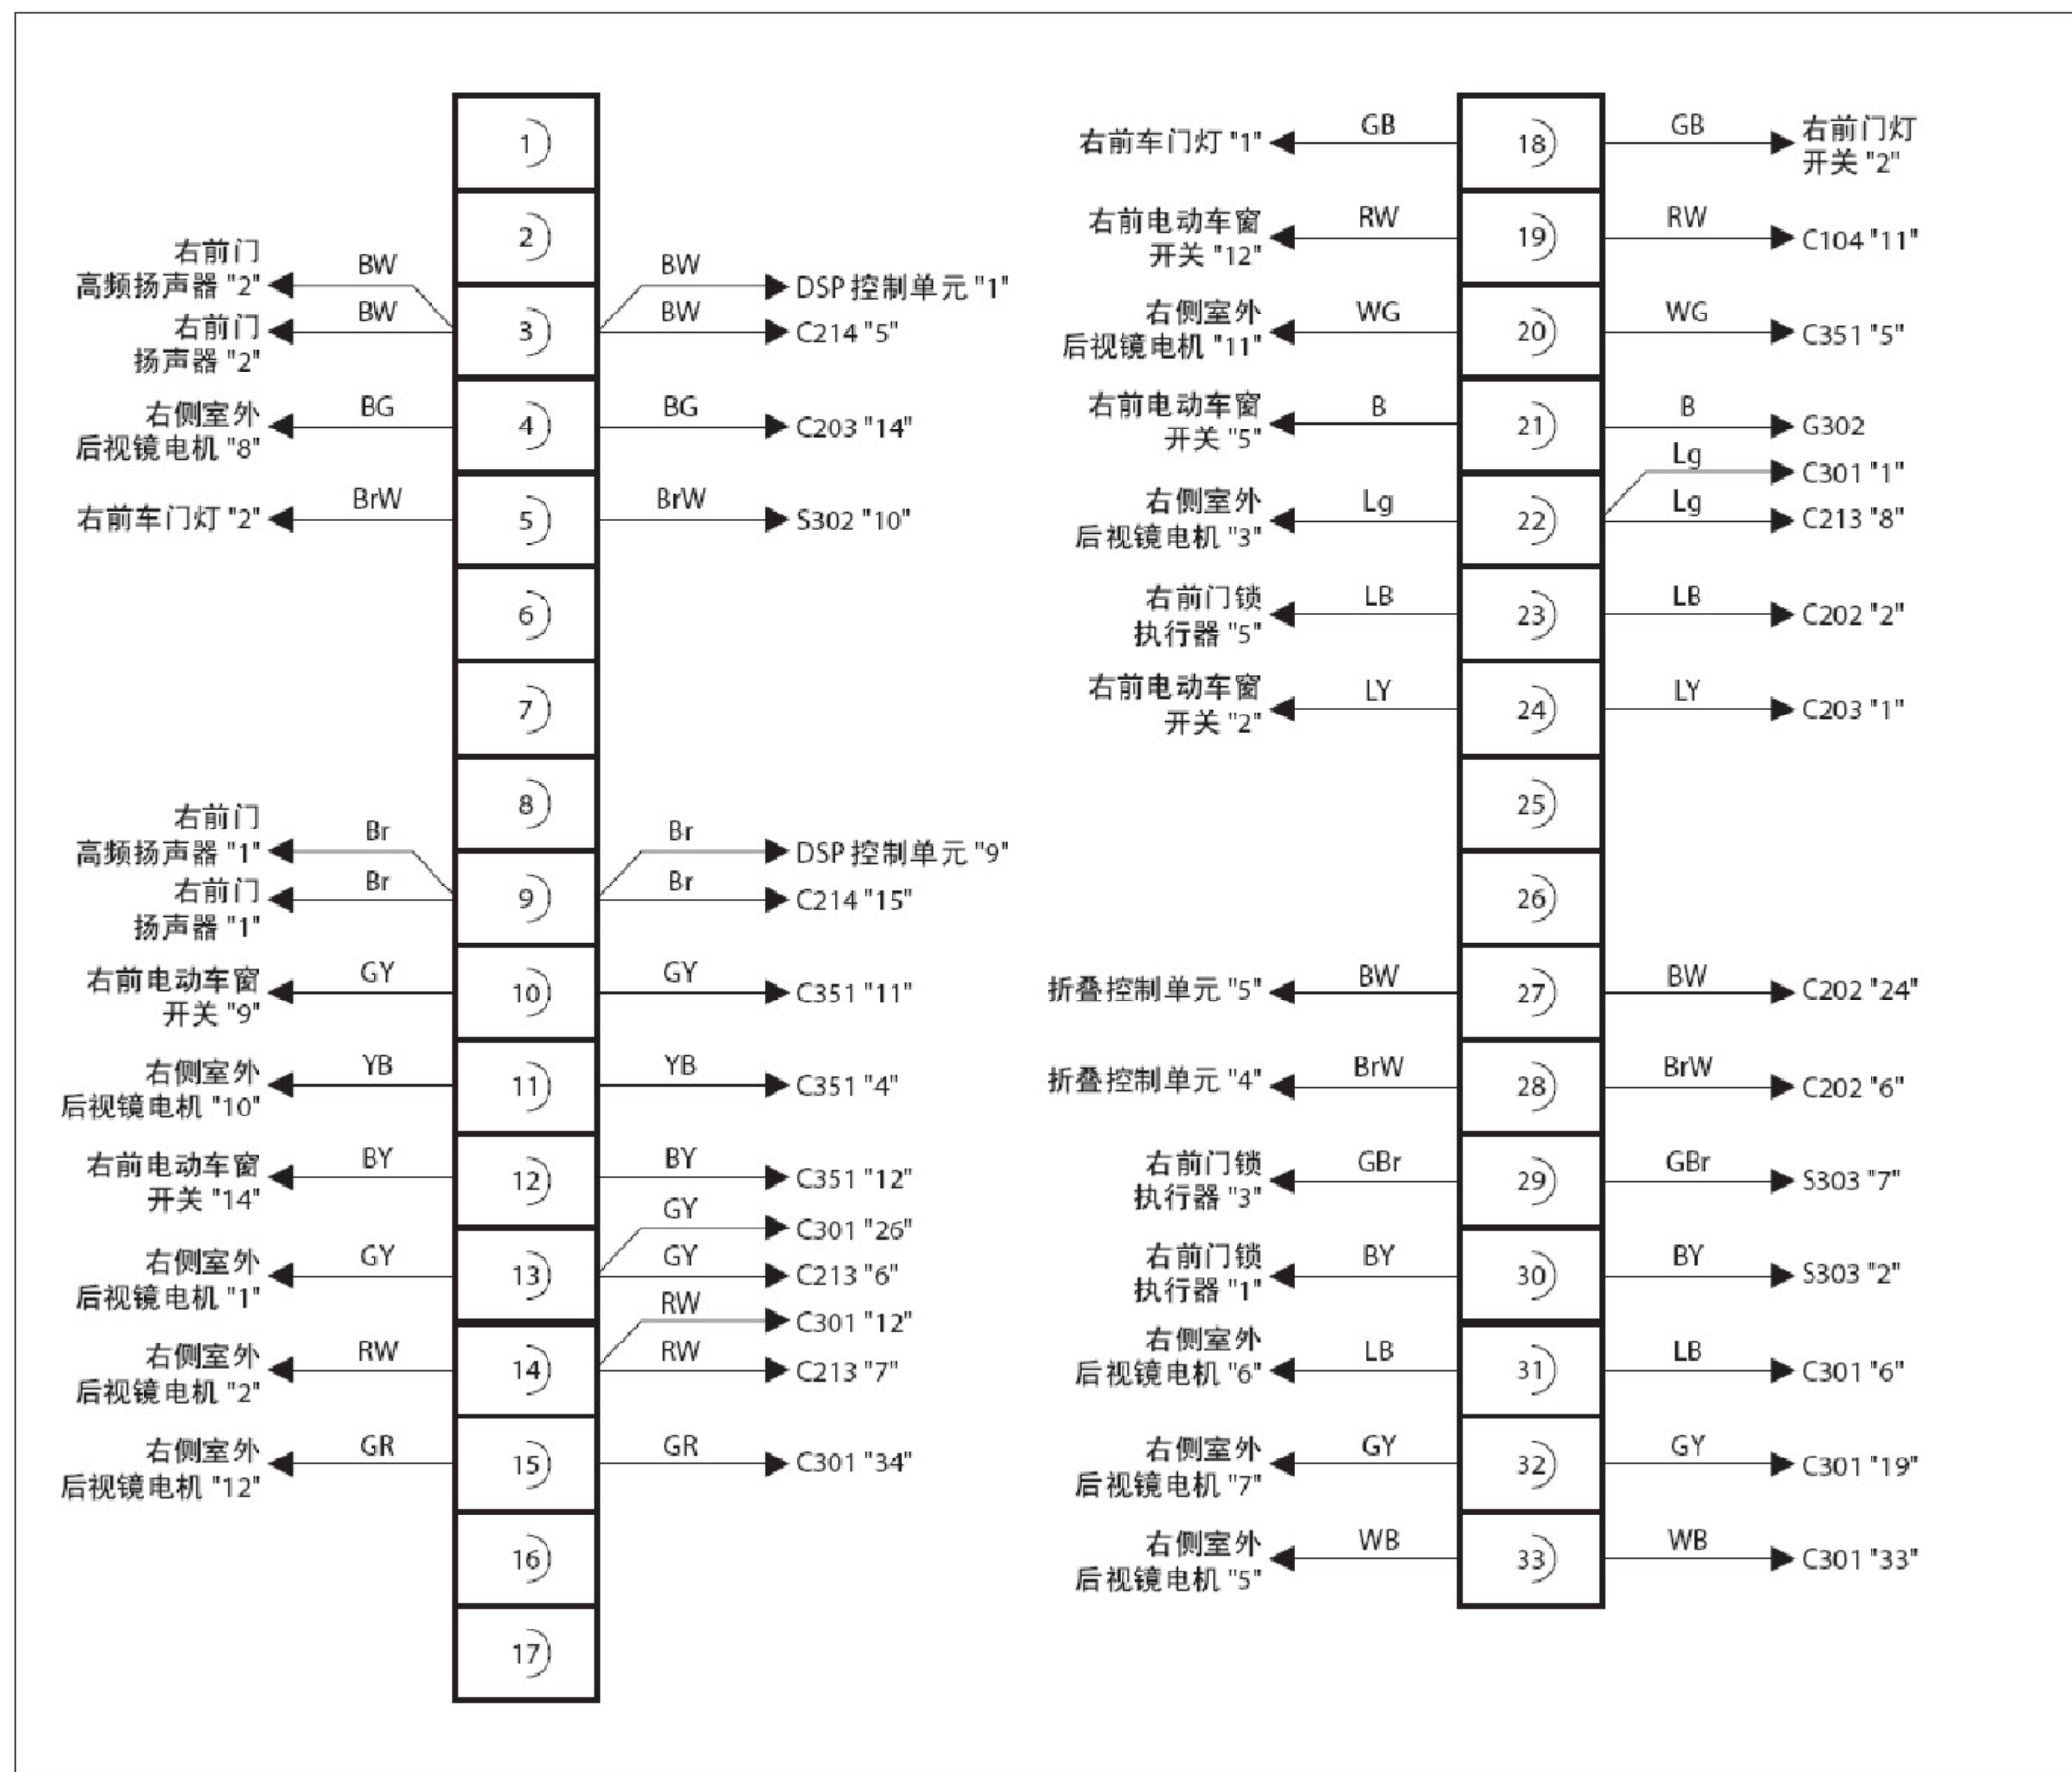 1
2
右前门
高频扬声器 "2"
BW
BW
DSP 控制单元 "1"
右前门
扬声器 "2"
BW
3
BW
C214 "5"
右侧室外
后视镜电机 "8"
BG
4
BG
C203 "14"
右前车门灯 "2"
BrW
5
BrW
S302 "10"
6
7
8
右前门
高频扬声器 "1"
Br
Br
DSP 控制单元 "9"
右前门
扬声器 "1"
Br
9
Br
C214 "15"
右前电动车窗
开关 "9"
GY
10
GY
C351 "11"
右侧室外
后视镜电机 "10"
YB
11
YB
C351 "4"
右前电动车窗
开关 "14"
BY
12
BY
C351 "12"
GY
C301 "26"
右侧室外
后视镜电机 "1"
GY
13
GY
C213 "6"
RW
C301 "12"
右侧室外
后视镜电机 "2"
RW
14
RW
C213 "7"
右侧室外
后视镜电机 "12"
GR
15
GR
C301 "34"
16
17
右前车门灯 "1"
GB
18
GB
右前门灯
开关 "2"
右前电动车窗
开关 "12"
RW
19
RW
C104 "11"
右侧室外
后视镜电机 "11"
WG
20
WG
C351 "5"
右前电动车窗
开关 "5"
B
21
B
G302
Lg
C301 "1"
右侧室外
后视镜电机 "3"
Lg
22
Lg
C213 "8"
右前门锁
执行器 "5"
LB
23
LB
C202 "2"
右前电动车窗
开关 "2"
LY
24
LY
C203 "1"
25
26
折叠控制单元 "5"
BW
27
BW
C202 "24"
折叠控制单元 "4"
BrW
28
BrW
C202 "6"
右前门锁
执行器 "3"
GBr
29
GBr
S303 "7"
右前门锁
执行器 "1"
BY
30
BY
S303 "2"
右侧室外
后视镜电机 "6"
LB
31
LB
C301 "6"
右侧室外
后视镜电机 "7"
GY
32
GY
C301 "19"
右侧室外
后视镜电机 "5"
WB
33
WB
C301 "33"